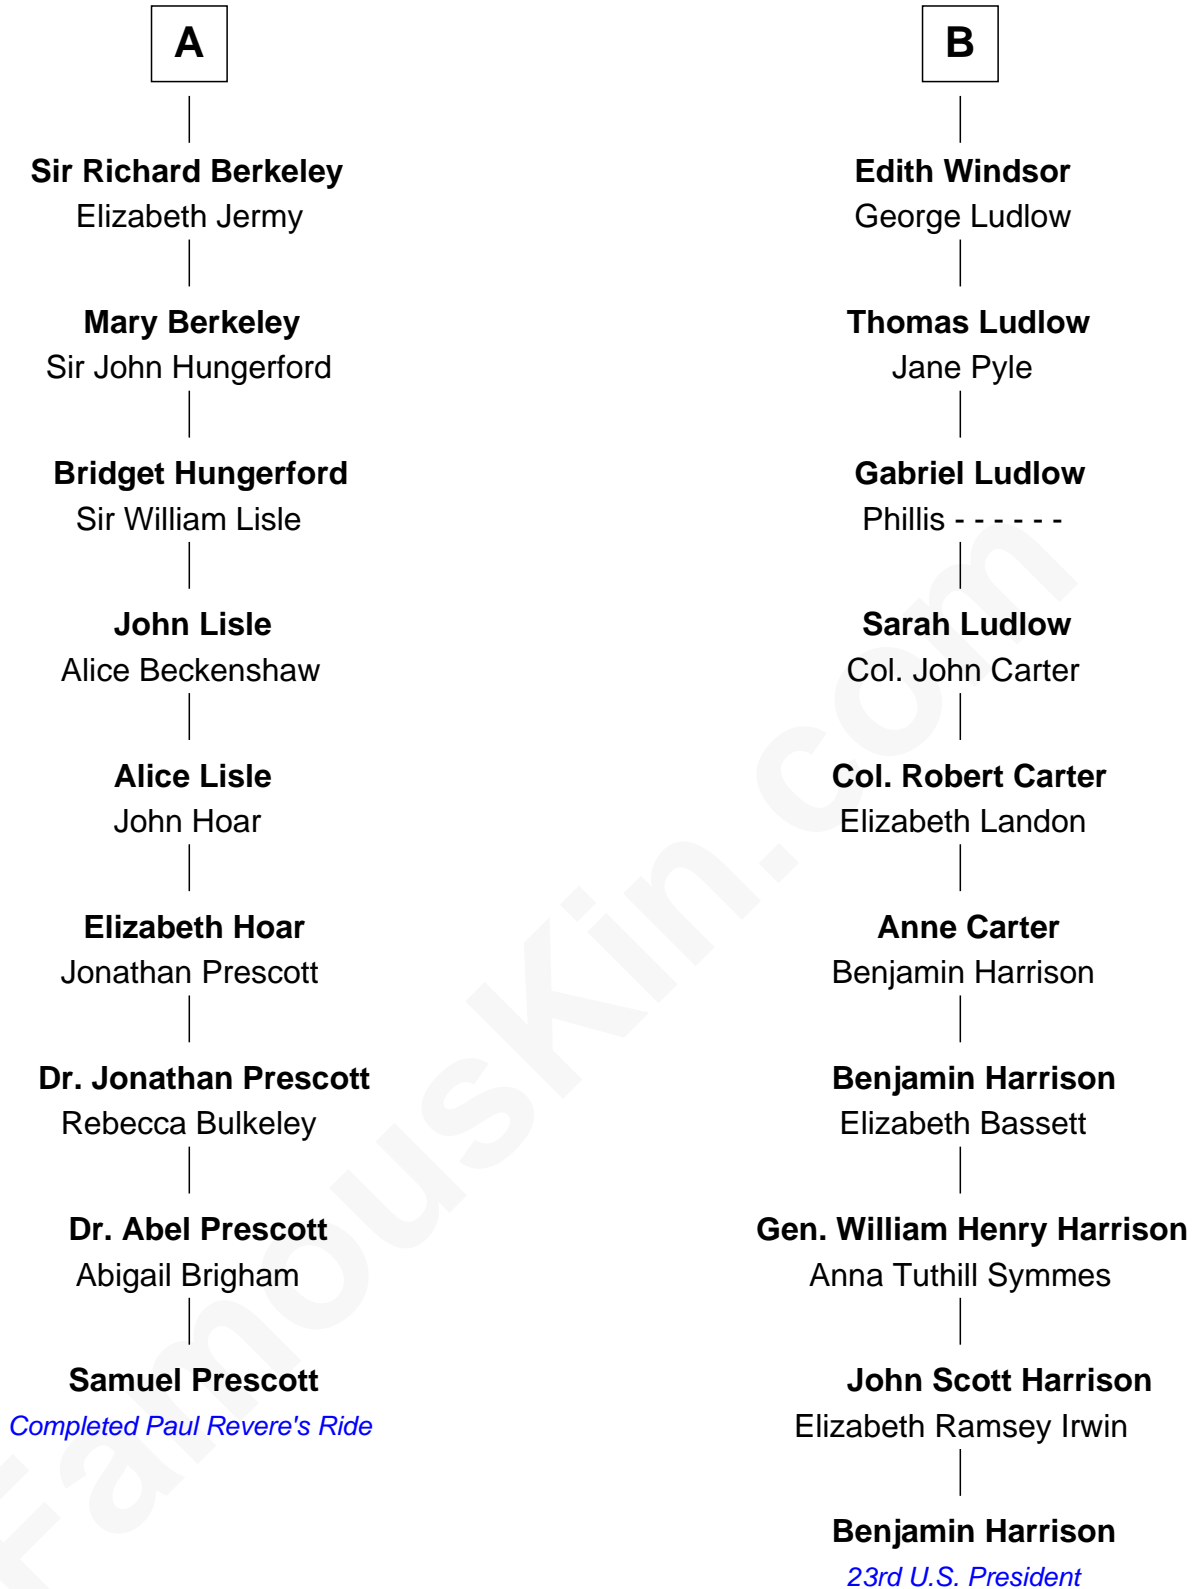 A
Sir Richard Berkeley
Elizabeth Jermy
Mary Berkeley
Sir John Hungerford
Bridget Hungerford
Sir William Lisle
John Lisle
Alice Beckenshaw
Alice Lisle
John Hoar
Elizabeth Hoar
Jonathan Prescott
Dr. Jonathan Prescott
Rebecca Bulkeley
Dr. Abel Prescott
Abigail Brigham
Samuel Prescott
Completed Paul Revere's Ride
B
Edith Windsor
George Ludlow
Thomas Ludlow
Jane Pyle
Gabriel Ludlow
Phillis - - - - - -
Sarah Ludlow
Col. John Carter
Col. Robert Carter
Elizabeth Landon
Anne Carter
Benjamin Harrison
Benjamin Harrison
Elizabeth Bassett
Gen. William Henry Harrison
Anna Tuthill Symmes
John Scott Harrison
Elizabeth Ramsey Irwin
Benjamin Harrison
23rd U.S. President
FamousKin.com